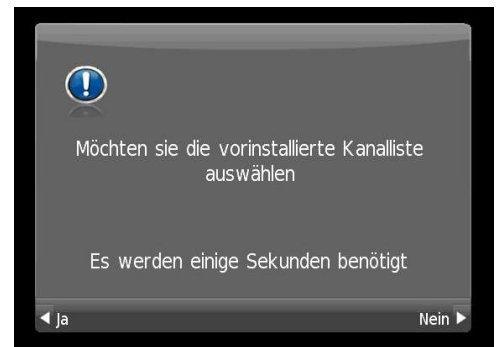 Möchten sie die vorinstallierte Kanalliste
auswählen
Es werden einige Sekunden benötigt
Ja
Nein